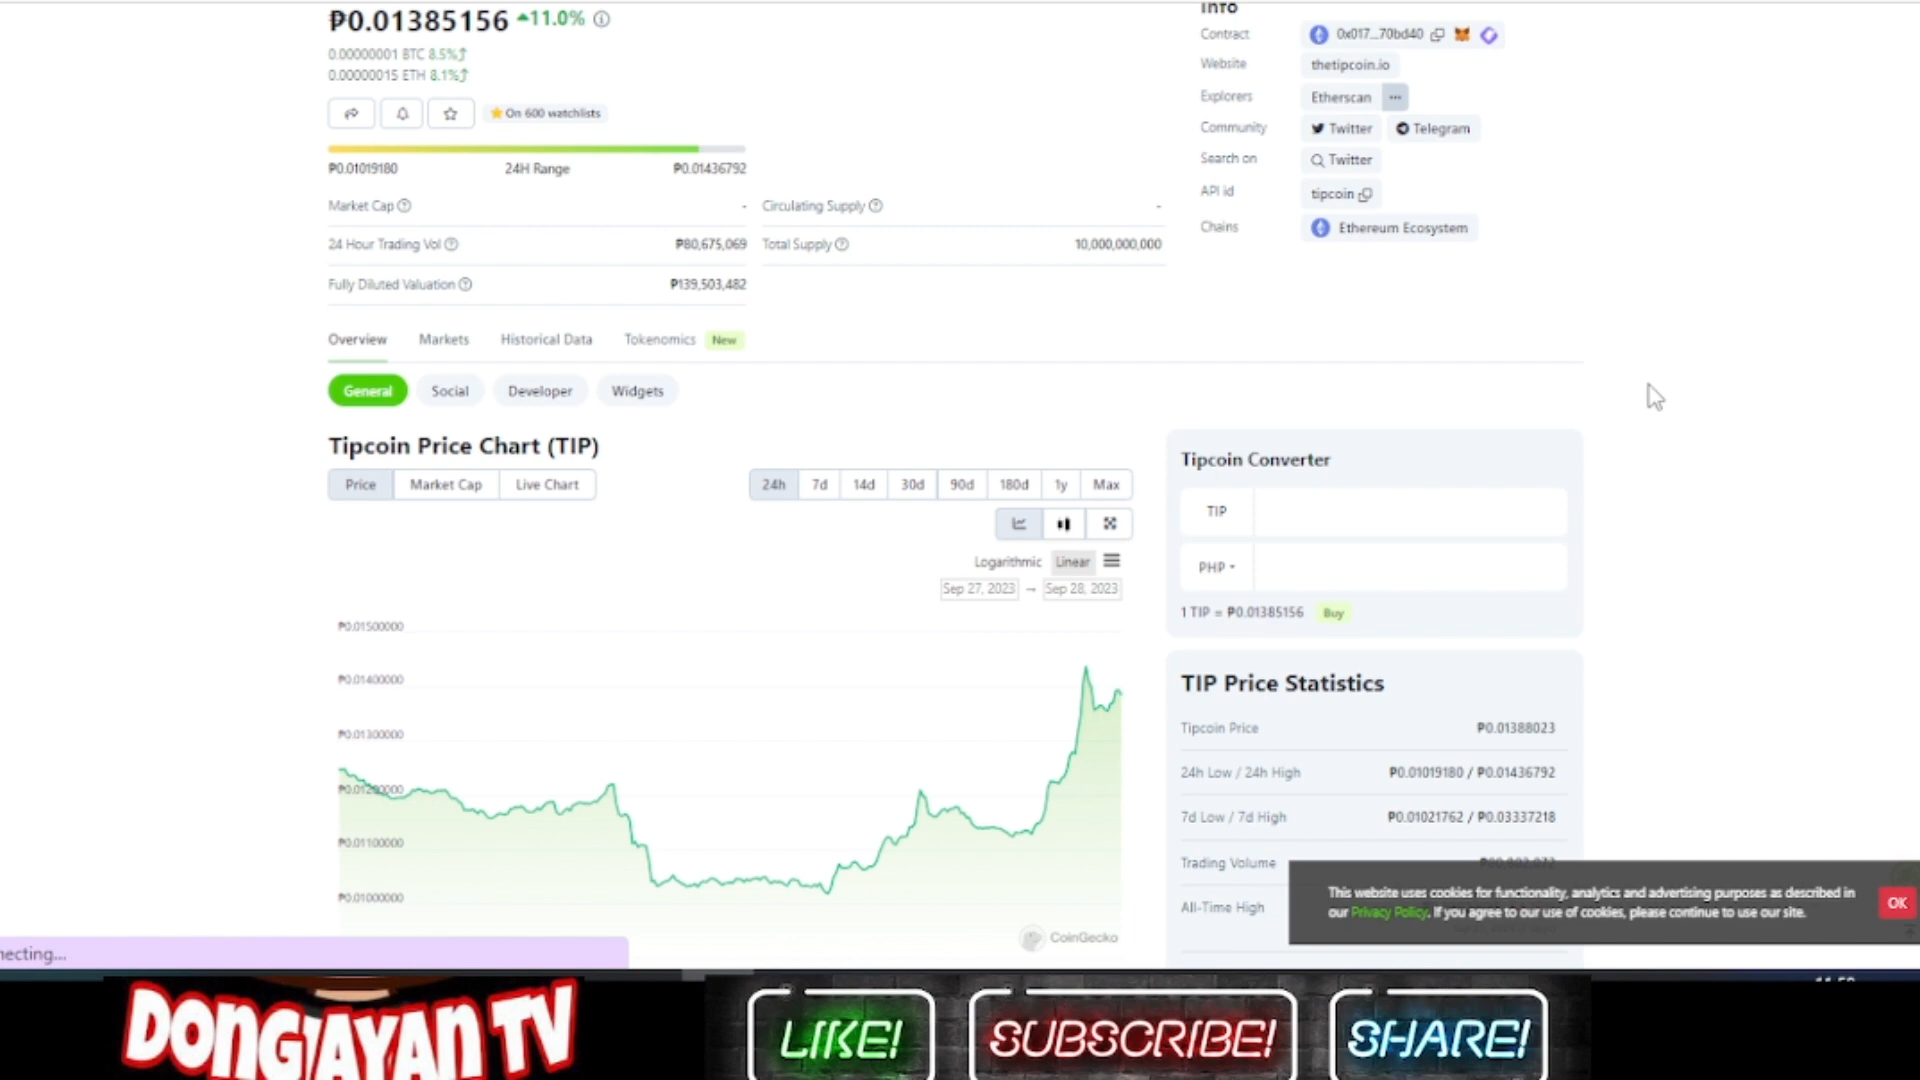 ₱0.01385156 11.0%
0.00000001 BTC 8.5%
0.00000015 ETH 8.1%
On 600 watchlists
₱0.01019180 24H Range ₱0.01436792
Market Cap -
Circulating Supply -
24 Hour Trading Vol ₱80,675,069
Total Supply 10,000,000,000
Fully Diluted Valuation ₱139,503,482
Info
Contract 0x017...70bd40
Website thetipcoin.io
Explorers Etherscan ...
Community Twitter Telegram
Search on Twitter
API id tipcoin
Chains Ethereum Ecosystem
Overview Markets Historical Data Tokenomics New
General Social Developer Widgets
Tipcoin Price Chart (TIP)
Price Market Cap Live Chart
24h 7d 14d 30d 90d 180d 1y Max
Logarithmic Linear
Sep 27, 2023 → Sep 28, 2023
₱0.01500000
₱0.01400000
₱0.01300000
₱0.01200000
₱0.01100000
₱0.01000000
CoinGecko
Tipcoin Converter
TIP
PHP
1 TIP = ₱0.01385156 Buy
TIP Price Statistics
Tipcoin Price ₱0.01388023
24h Low / 24h High ₱0.01019180 / ₱0.01436792
7d Low / 7d High ₱0.01021762 / ₱0.03337218
Trading Volume
All-Time High
This website uses cookies for functionality, analytics and advertising purposes as described in
our Privacy Policy. If you agree to our use of cookies, please continue to use our site.
OK
necting...
DONGJAYAN TV
LIKE!
SUBSCRIBE!
SHARE!